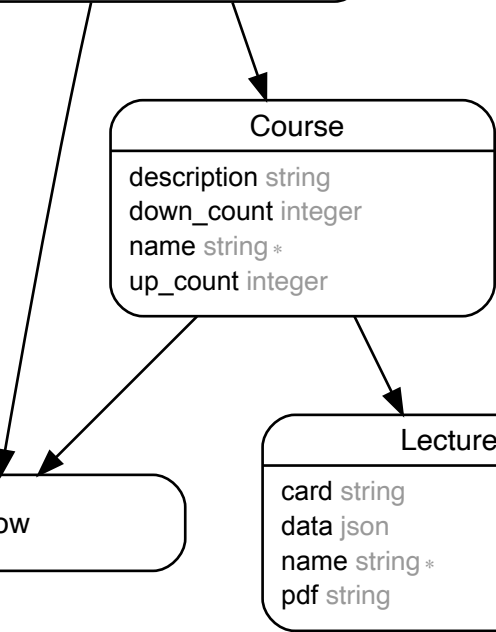 Course
description string
down_count integer
name string *
up_count integer
ow
Lecture
card string
data json
name string *
pdf string